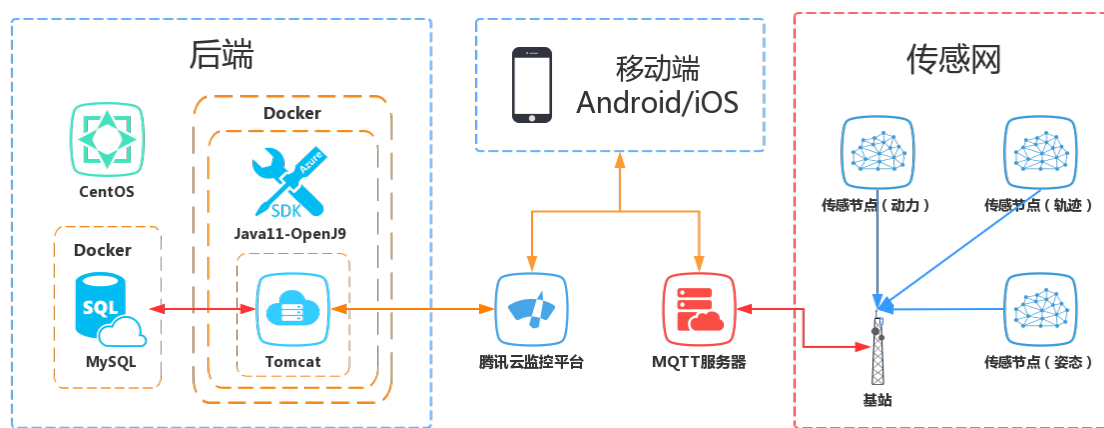 后端
Docker
CentOS
Azure
SDK
Java11-OpenJ9
Docker
SQL
MySQL
Tomcat
移动端
Android/iOS
腾讯云监控平台
MQTT服务器
传感网
传感节点（动力）
传感节点（轨迹）
传感节点（姿态）
基站